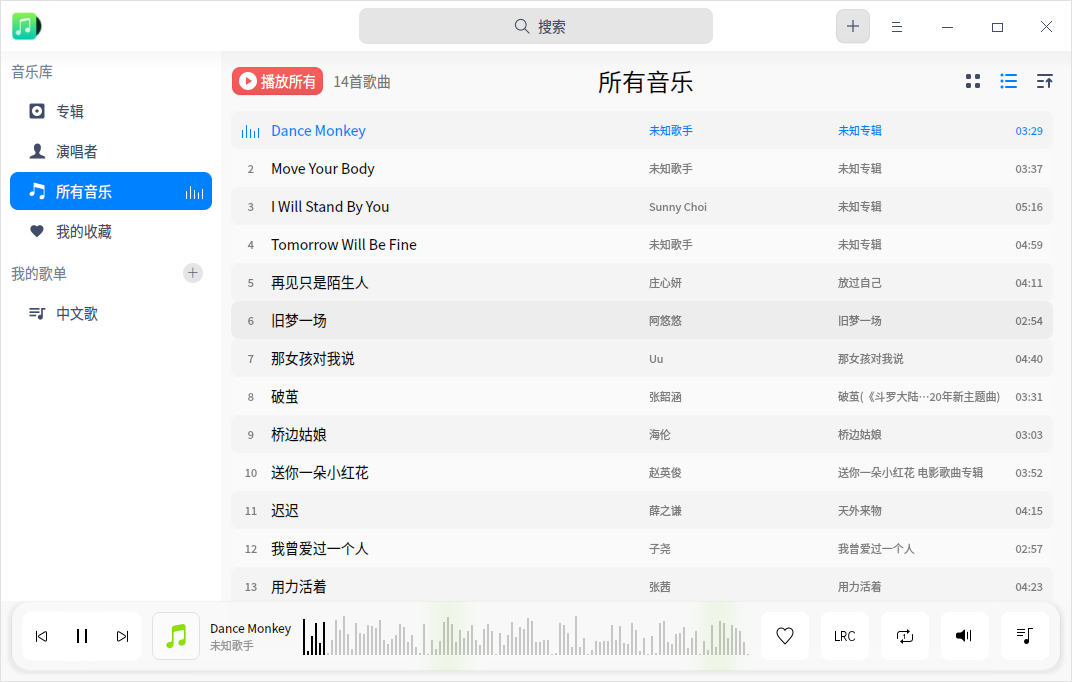 搜索
音乐库
专辑
演唱者
所有音乐
我的收藏
我的歌单
中文歌
播放所有 14首歌曲 所有音乐
Dance Monkey 未知歌手 未知专辑 03:29
2 Move Your Body 未知歌手 未知专辑 03:37
3 I Will Stand By You Sunny Choi 未知专辑 05:16
4 Tomorrow Will Be Fine 未知歌手 未知专辑 04:59
5 再见只是陌生人 庄心妍 放过自己 04:11
6 旧梦一场 阿悠悠 旧梦一场 02:54
7 那女孩对我说 Uu 那女孩对我说 04:40
8 破茧 张韶涵 破茧(《斗罗大陆…20年新主题曲) 03:31
9 桥边姑娘 海伦 桥边姑娘 03:03
10 送你一朵小红花 赵英俊 送你一朵小红花 电影歌曲专辑 03:52
11 迟迟 薛之谦 天外来物 04:15
12 我曾爱过一个人 子尧 我曾爱过一个人 02:57
13 用力活着 张茜 用力活着 04:23
Dance Monkey
未知歌手
LRC